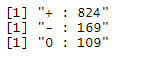 [1] "+ : 824"
[1] "- : 169"
[1] "0 : 109"